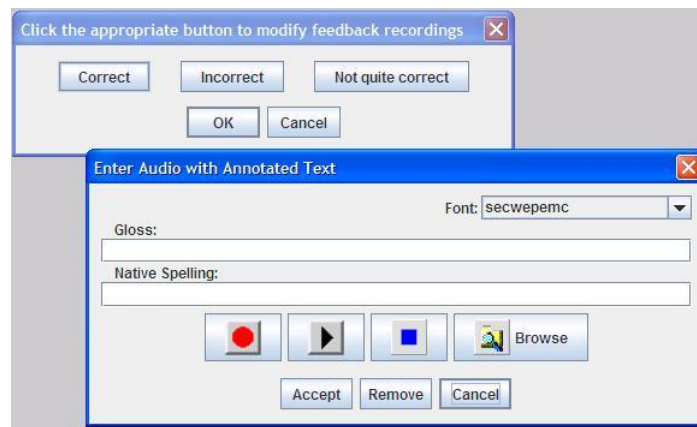 Click the appropriate button to modify feedback recordings
Correct Incorrect Not quite correct
OK Cancel
Enter Audio with Annotated Text
Font: secwepemc
Gloss:
Native Spelling:
Browse
Accept Remove Cancel